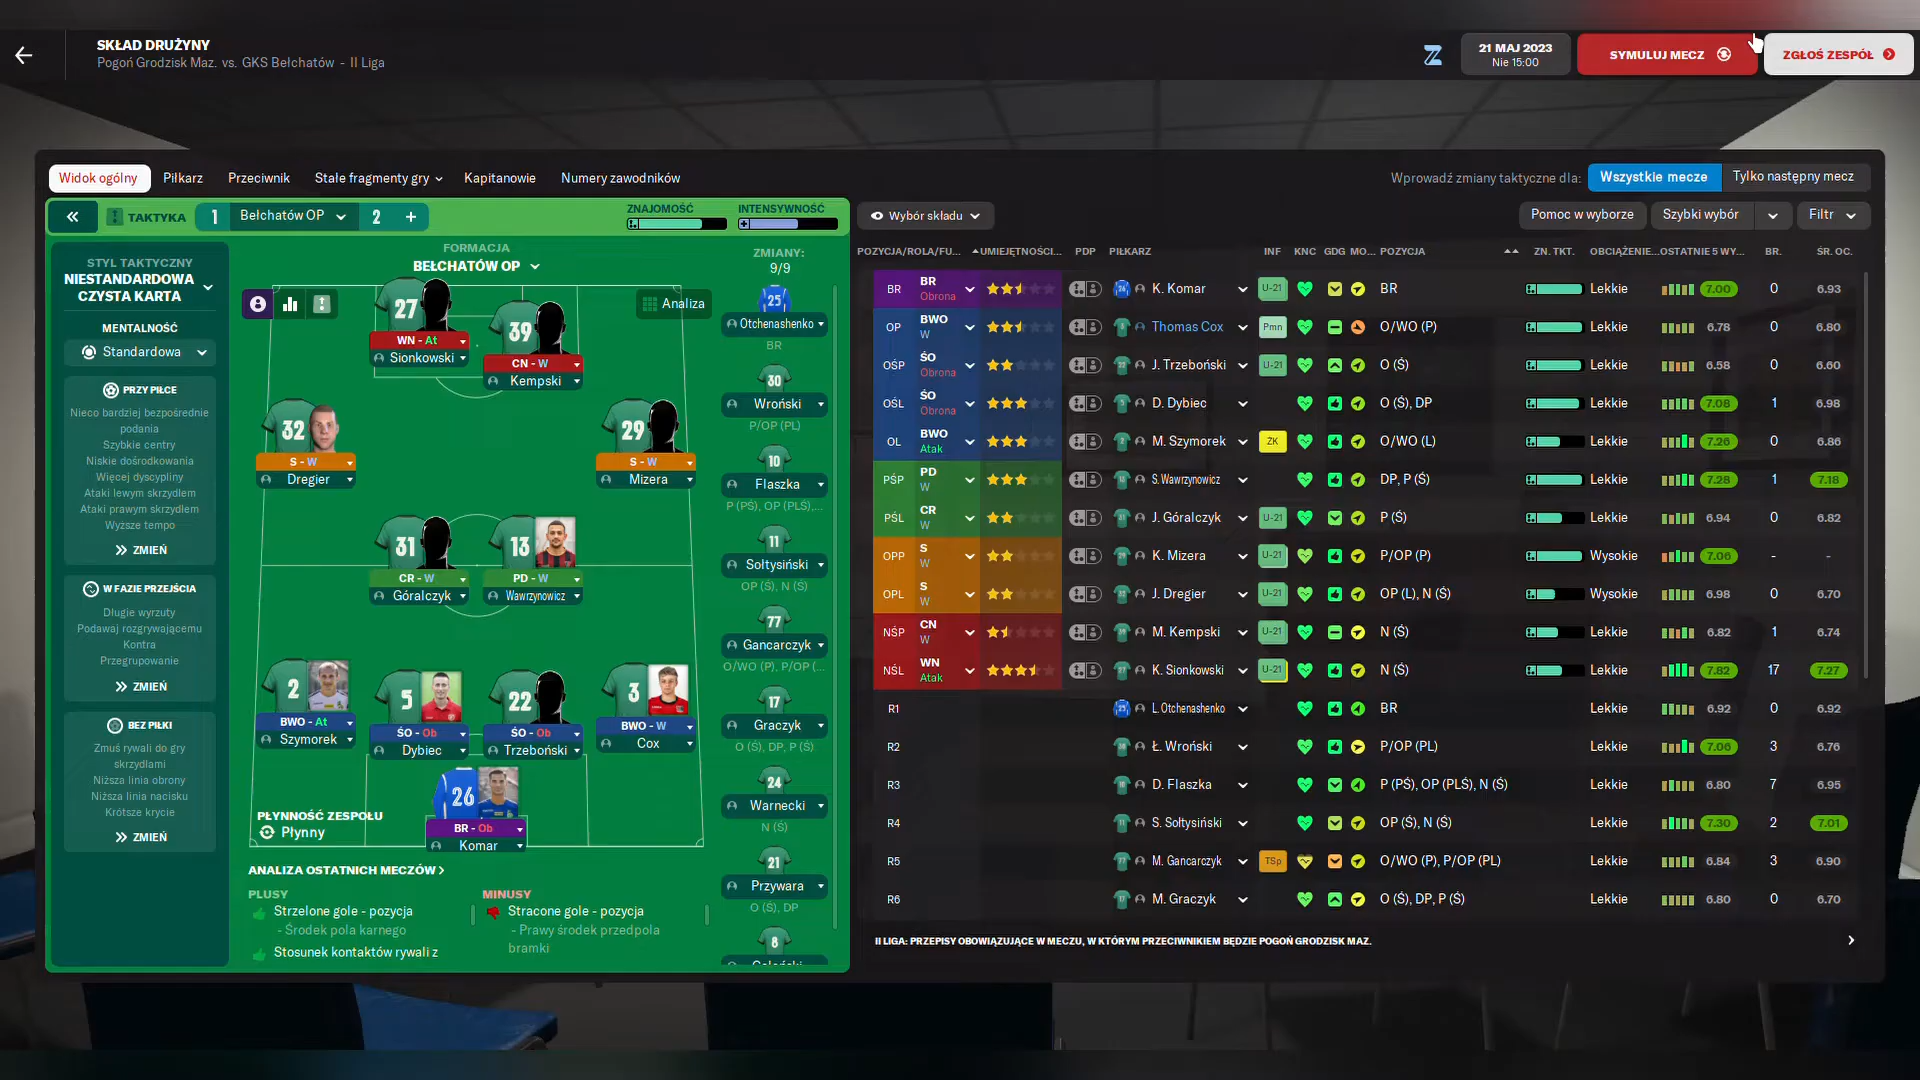 SKŁAD DRUŻYNY
Pogoń Grodzisk Maz. vs. GKS Bełchatów - II Liga
21 MAJ 2023
Nie 15:00
SYMULUJ MECZ
ZGŁOŚ ZESPÓŁ
Widok ogólny
Piłkarz
Przeciwnik
Stałe fragmenty gry
Kapitanowie
Numery zawodników
Wprowadź zmiany taktyczne dla:
Wszystkie mecze
Tylko następny mecz
TAKTYKA
1 Bełchatów OP 2 +
ZNAJOMOŚĆ
INTENSYWNOŚĆ
Wybór składu
Pomoc w wyborze
Szybki wybór
Filtr
STYL TAKTYCZNY
NIESTANDARDOWA
CZYSTA KARTA
MENTALNOŚĆ
Standardowa
PRZY PIŁCE
Nieco bardziej bezpośrednie
podania
Szybkie centry
Niskie dośrodkowania
Więcej dyscypliny
Ataki lewym skrzydłem
Ataki prawym skrzydłem
Wyższe tempo
ZMIEŃ
W FAZIE PRZEJŚCIA
Długie wyrzuty
Podawaj rozgrywającemu
Kontra
Przegrupowanie
ZMIEŃ
BEZ PIŁKI
Zmuś rywali do gry
skrzydłami
Niższa linia obrony
Niższa linia nacisku
Krótsze krycie
ZMIEŃ
FORMACJA
BEŁCHATÓW OP
Analiza
27
WN - At
Sionkowski
39
CN - W
Kempski
32
S - W
Dregier
29
S - W
Mizera
31
CR - W
Góralczyk
13
PD - W
Wawrzynowicz
2
BWO - At
Szymorek
5
ŚO - Ob
Dybiec
22
ŚO - Ob
Trzeboński
3
BWO - W
Cox
26
BR - Ob
Komar
PŁYNNOŚĆ ZESPOŁU
Płynny
ANALIZA OSTATNICH MECZÓW
PLUSY
Strzelone gole - pozycja
- Środek pola karnego
Stosunek kontaktów rywali z
MINUSY
Stracone gole - pozycja
- Prawy środek przedpola
bramki
ZMIANY:
9/9
25
Otchenashenko
BR
30
Wroński
P/OP (PL)
10
Flaszka
P (PŚ), OP (PLŚ),...
11
Sołtysiński
OP (Ś), N (Ś)
77
Gancarczyk
O/WO (P), P/OP (...
17
Graczyk
O (Ś), DP, P (Ś)
24
Warnecki
N (Ś)
21
Przywara
O (Ś), DP
8
POZYCJA/ROLA/FU... UMIEJĘTNOŚCI... PDP PIŁKARZ INF KNC GDG MO... POZYCJA ZN. TKT. OBCIĄŻENIE... OSTATNIE 5 WY... BR. ŚR. OC.
BR BR Obrona K. Komar U-21 BR Lekkie 7.00 0 6.93
OP BWO W Thomas Cox Pmn O/WO (P) Lekkie 6.78 0 6.80
OŚP ŚO Obrona J. Trzeboński U-21 O (Ś) Lekkie 6.58 0 6.60
OŚL ŚO Obrona D. Dybiec O (Ś), DP Lekkie 7.08 1 6.98
OL BWO Atak M. Szymorek ŻK O/WO (L) Lekkie 7.26 0 6.86
PŚP PD W S. Wawrzynowicz DP, P (Ś) Lekkie 7.28 1 7.18
PŚL CR W J. Góralczyk U-21 P (Ś) Lekkie 6.94 0 6.82
OPP S W K. Mizera U-21 P/OP (P) Wysokie 7.06 - -
OPL S W J. Dregier U-21 OP (L), N (Ś) Wysokie 6.98 0 6.70
NŚP CN W M. Kempski U-21 N (Ś) Lekkie 6.82 1 6.74
NŚL WN Atak K. Sionkowski U-21 N (Ś) Lekkie 7.82 17 7.27
R1 L. Otchenashenko BR Lekkie 6.92 0 6.92
R2 Ł. Wroński P/OP (PL) Lekkie 7.06 3 6.76
R3 D. Flaszka P (PŚ), OP (PLŚ), N (Ś) Lekkie 6.80 7 6.95
R4 S. Sołtysiński OP (Ś), N (Ś) Lekkie 7.30 2 7.01
R5 M. Gancarczyk TSp O/WO (P), P/OP (PL) Lekkie 6.84 3 6.90
R6 M. Graczyk O (Ś), DP, P (Ś) Lekkie 6.80 0 6.70
II LIGA: PRZEPISY OBOWIĄZUJĄCE W MECZU, W KTÓRYM PRZECIWNIKIEM BĘDZIE POGOŃ GRODZISK MAZ.